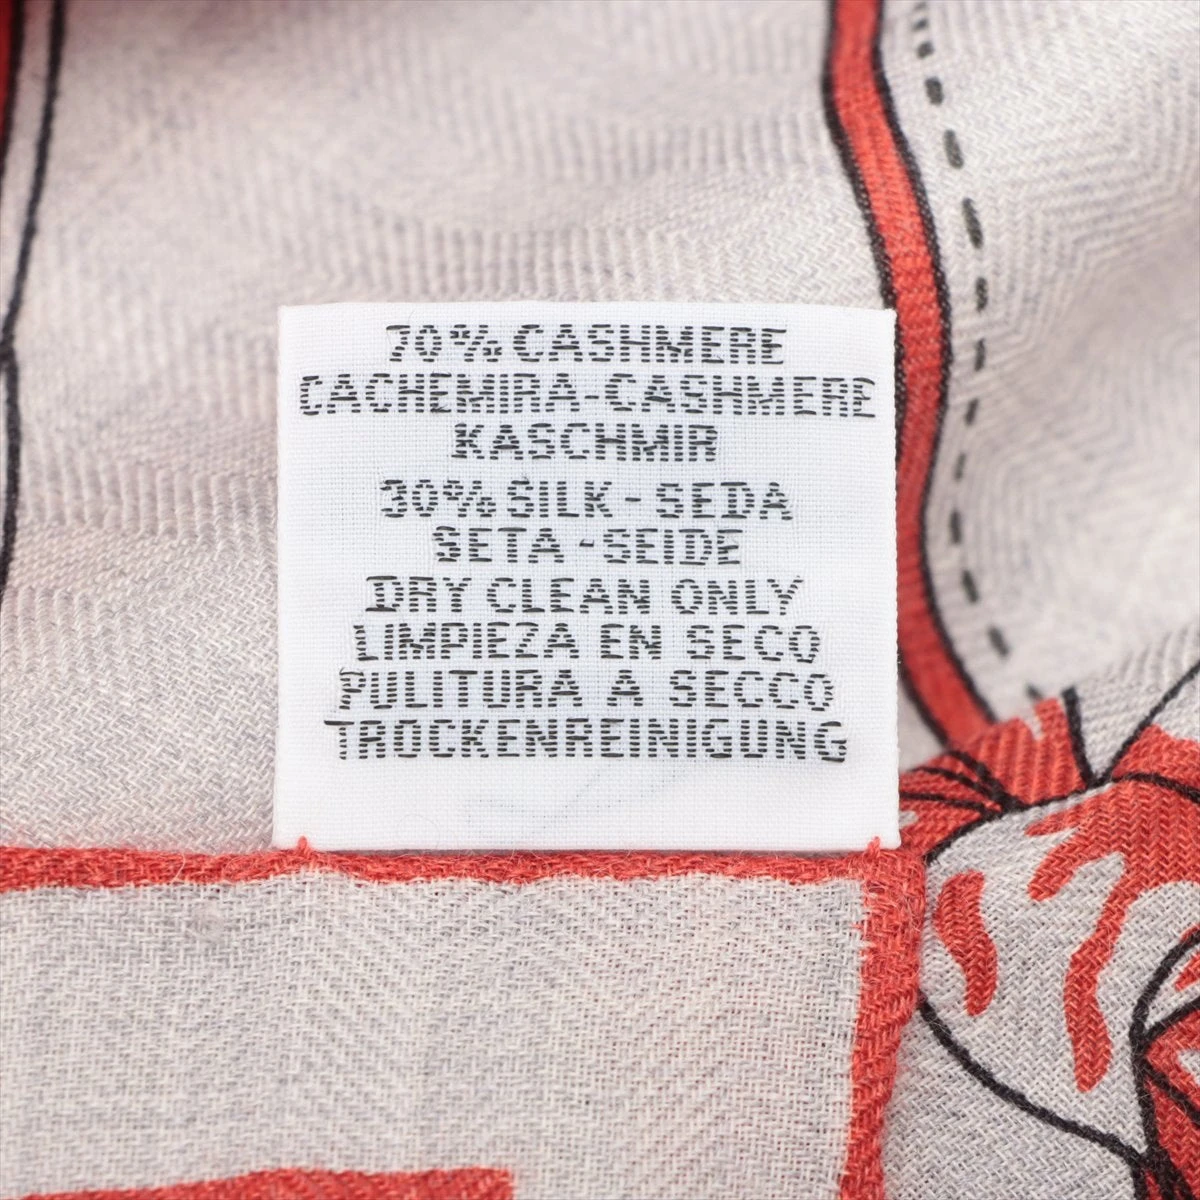 70% CASHMERE
CACHEMIRA-CASHMERE
KASCHMIR
30% SILK - SEDA
SETA - SEIDE
DRY CLEAN ONLY
LIMPIEZA EN SECO
PULITURA A SECCO
TROCKENREINIGUNG